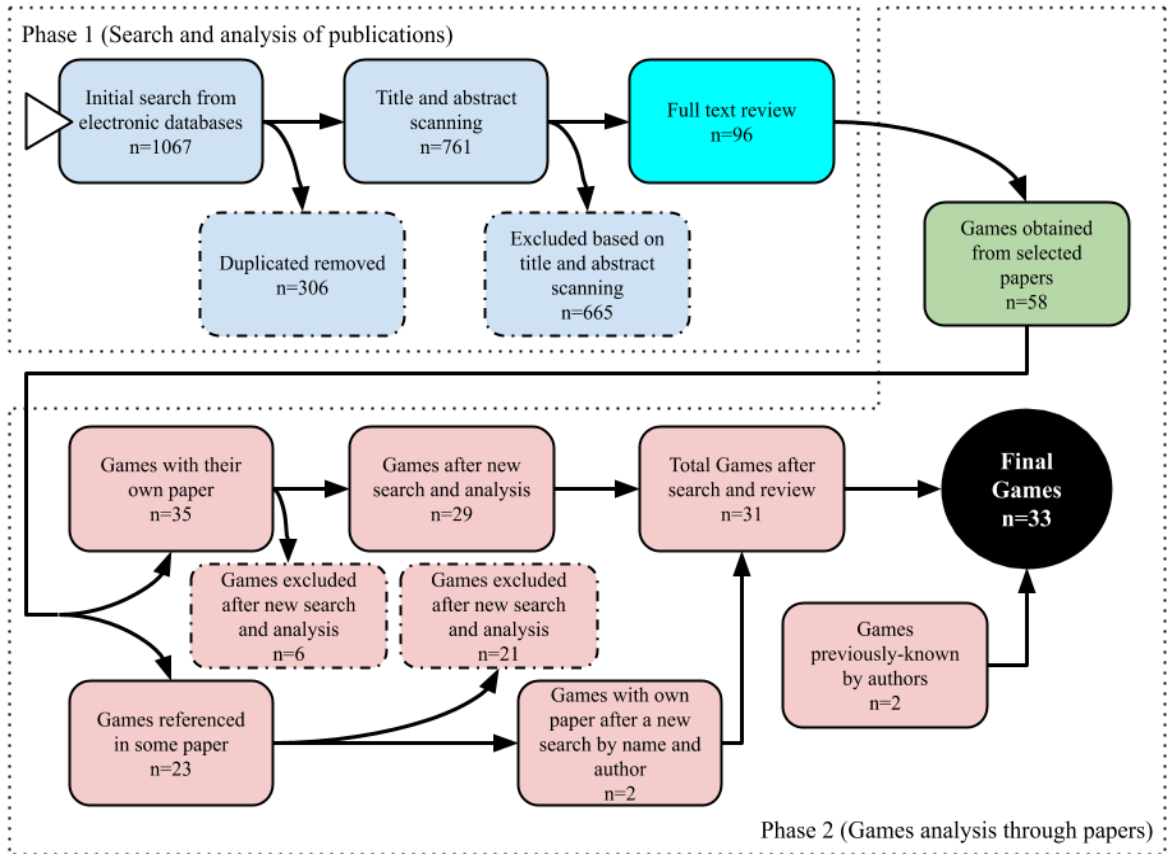 Phase 1 (Search and analysis of publications)
Initial search from
electronic databases
n=1067
Title and abstract
scanning
n=761
Full text review
n=96
Duplicated removed
n=306
Excluded based on
title and abstract
scanning
n=665
Games obtained
from selected
papers
n=58
Games with their
own paper
n=35
Games after new
search and analysis
n=29
Total Games after
search and review
n=31
Final
Games
n=33
Games excluded
after new search
and analysis
n=6
Games excluded
after new search
and analysis
n=21
Games referenced
in some paper
n=23
Games with own
paper after a new
search by name and
author
n=2
Games
previously-known
by authors
n=2
Phase 2 (Games analysis through papers)